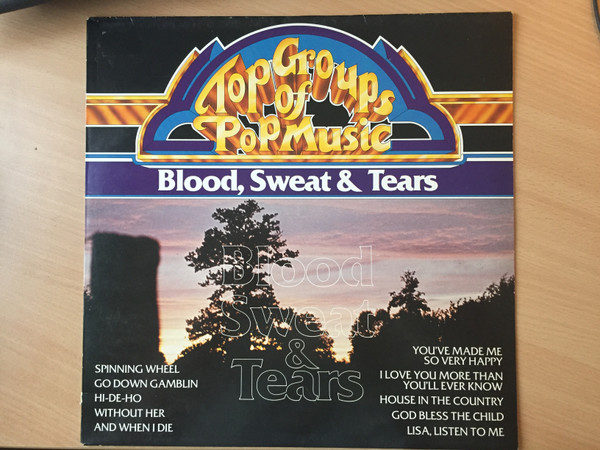 Top Groups
of
Pop Music
Blood, Sweat & Tears
Blood
Sweat
&
Tears
SPINNING WHEEL
GO DOWN GAMBLIN
HI-DE-HO
WITHOUT HER
AND WHEN I DIE
YOU'VE MADE ME
SO VERY HAPPY
I LOVE YOU MORE THAN
YOU'LL EVER KNOW
HOUSE IN THE COUNTRY
GOD BLESS THE CHILD
LISA, LISTEN TO ME